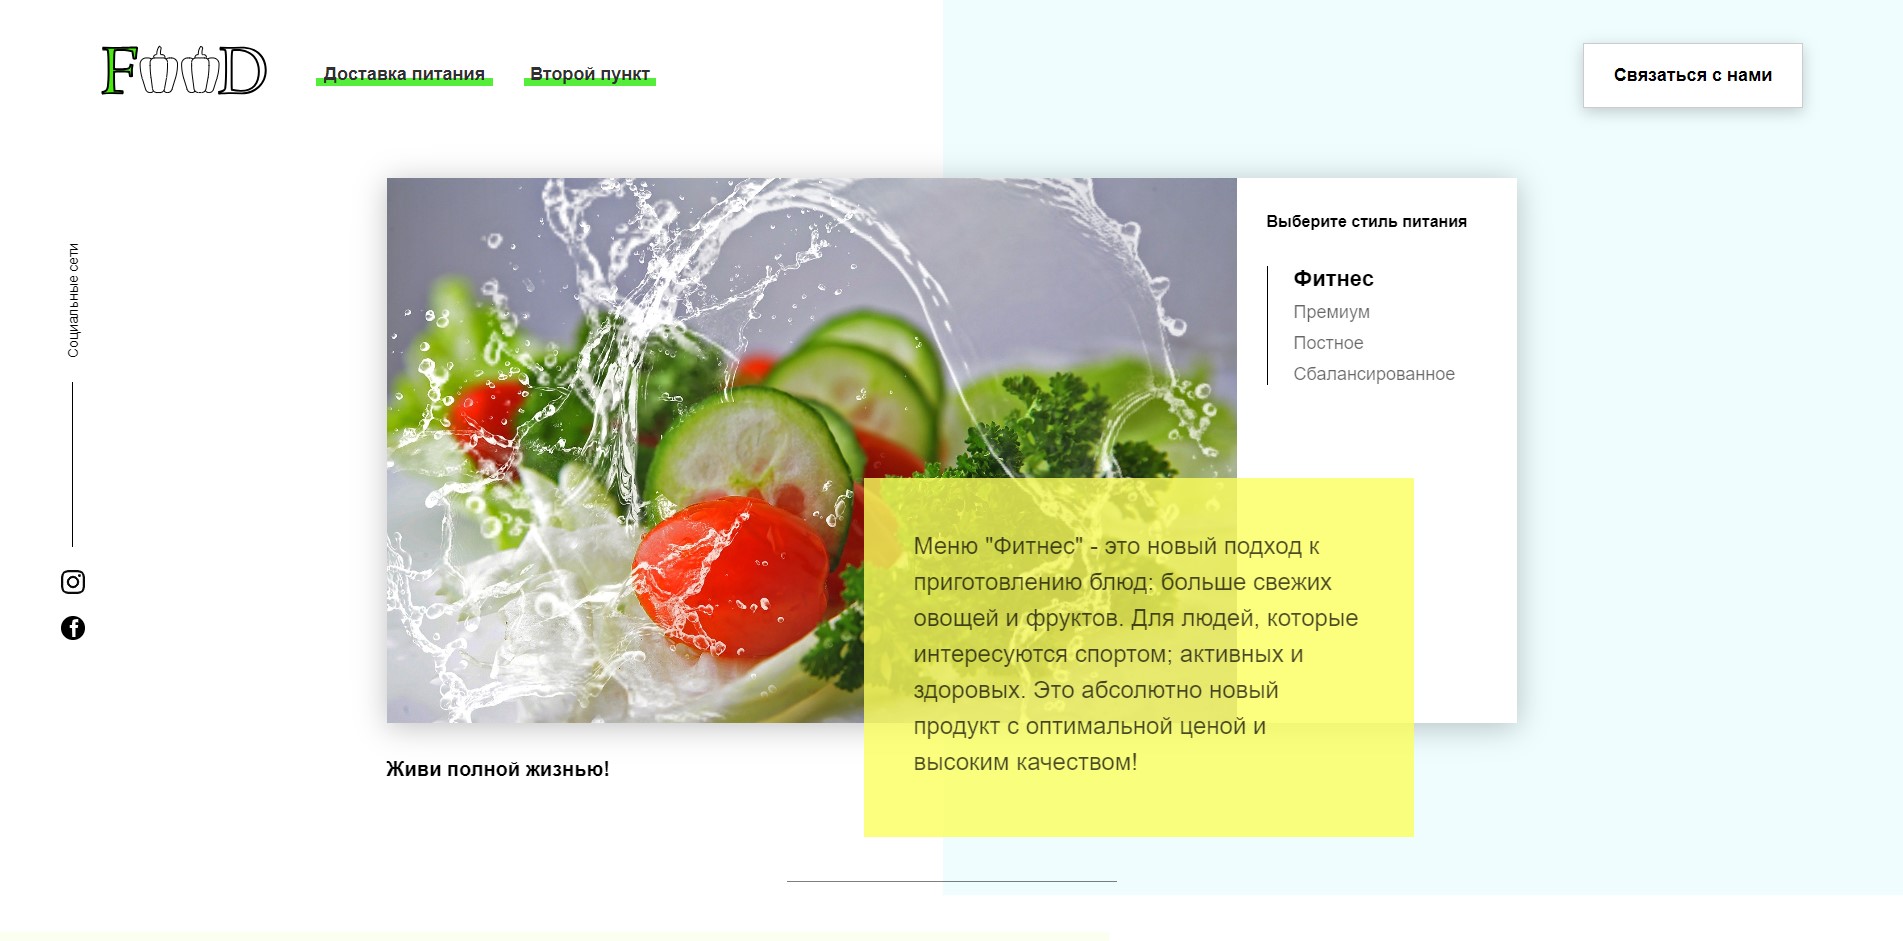 FOOD
Доставка питания
Второй пункт
Связаться с нами
Социальные сети
Выберите стиль питания
Фитнес
Премиум
Постное
Сбалансированное
Меню "Фитнес" - это новый подход к
приготовлению блюд: больше свежих
овощей и фруктов. Для людей, которые
интересуются спортом; активных и
здоровых. Это абсолютно новый
продукт с оптимальной ценой и
высоким качеством!
Живи полной жизнью!